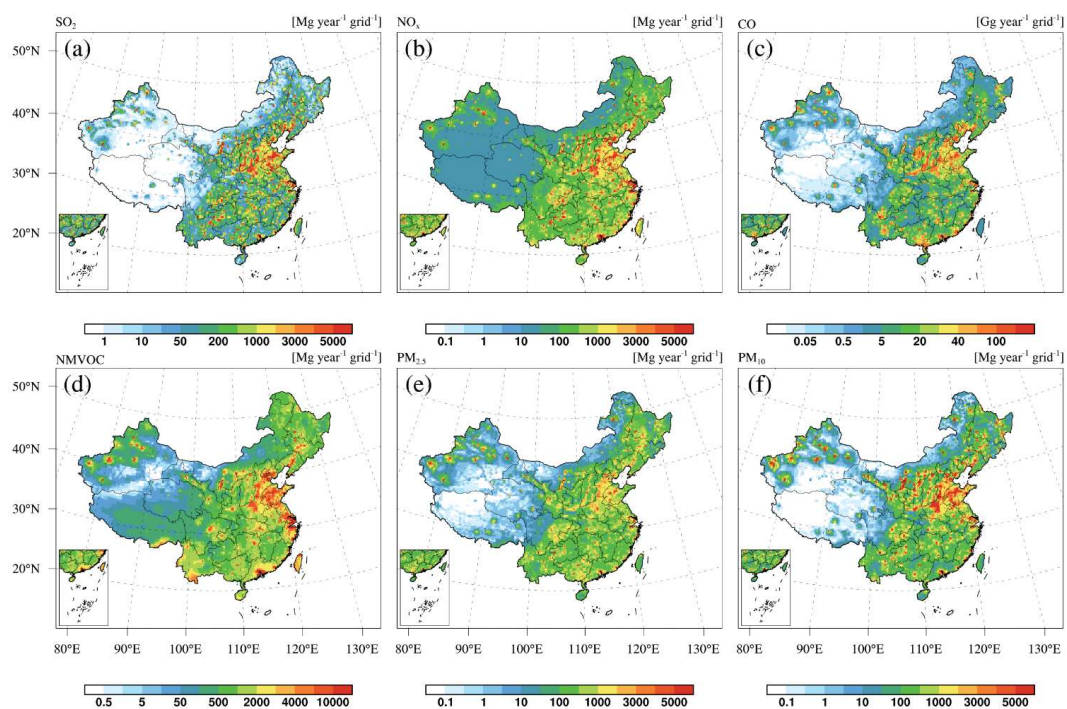 SO₂ [Mg year⁻¹ grid⁻¹] NOₓ [Mg year⁻¹ grid⁻¹] CO [Gg year⁻¹ grid⁻¹]
(a) (b) (c)
50°N
40°N
30°N
20°N
1 10 50 200 1000 3000 5000 0.1 1 10 100 1000 3000 5000 0.05 0.5 5 20 40 100
NMVOC [Mg year⁻¹ grid⁻¹] PM₂.₅ [Mg year⁻¹ grid⁻¹] PM₁₀ [Mg year⁻¹ grid⁻¹]
(d) (e) (f)
50°N
40°N
30°N
20°N
80°E 90°E 100°E 110°E 120°E 130°E 80°E 90°E 100°E 110°E 120°E 130°E 80°E 90°E 100°E 110°E 120°E 130°E
0.5 5 50 500 2000 4000 10000 0.1 1 10 100 1000 3000 5000 0.1 1 10 100 1000 3000 5000